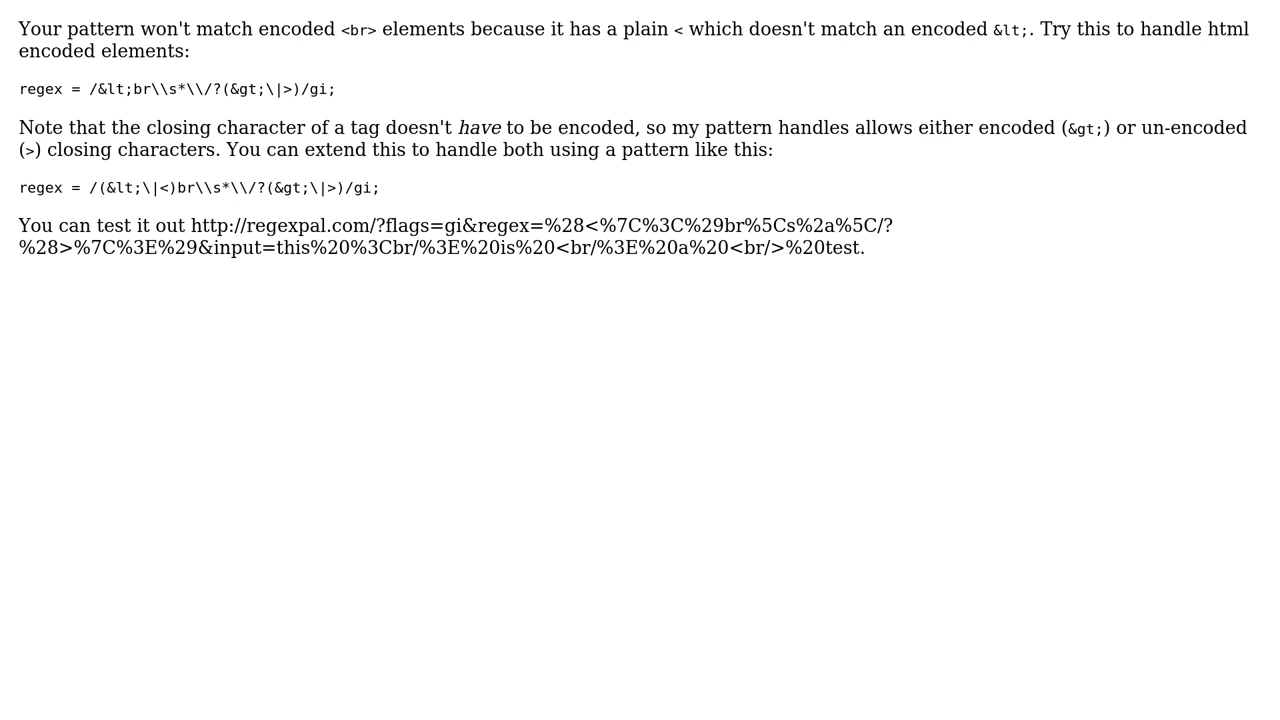 Your pattern won't match encoded <br> elements because it has a plain < which doesn't match an encoded &lt;. Try this to handle html
encoded elements:
regex = /&lt;br\\s*\\/?(&gt;\|>)/gi;
Note that the closing character of a tag doesn't have to be encoded, so my pattern handles allows either encoded (&gt;) or un-encoded
(>) closing characters. You can extend this to handle both using a pattern like this:
regex = /(&lt;\|<)br\\s*\\/?(&gt;\|>)/gi;
You can test it out http://regexpal.com/?flags=gi&regex=%28<%7C%3C%29br%5Cs%2a%5C/?
%28>%7C%3E%29&input=this%20%3Cbr/%3E%20is%20<br/%3E%20a%20<br/>%20test.